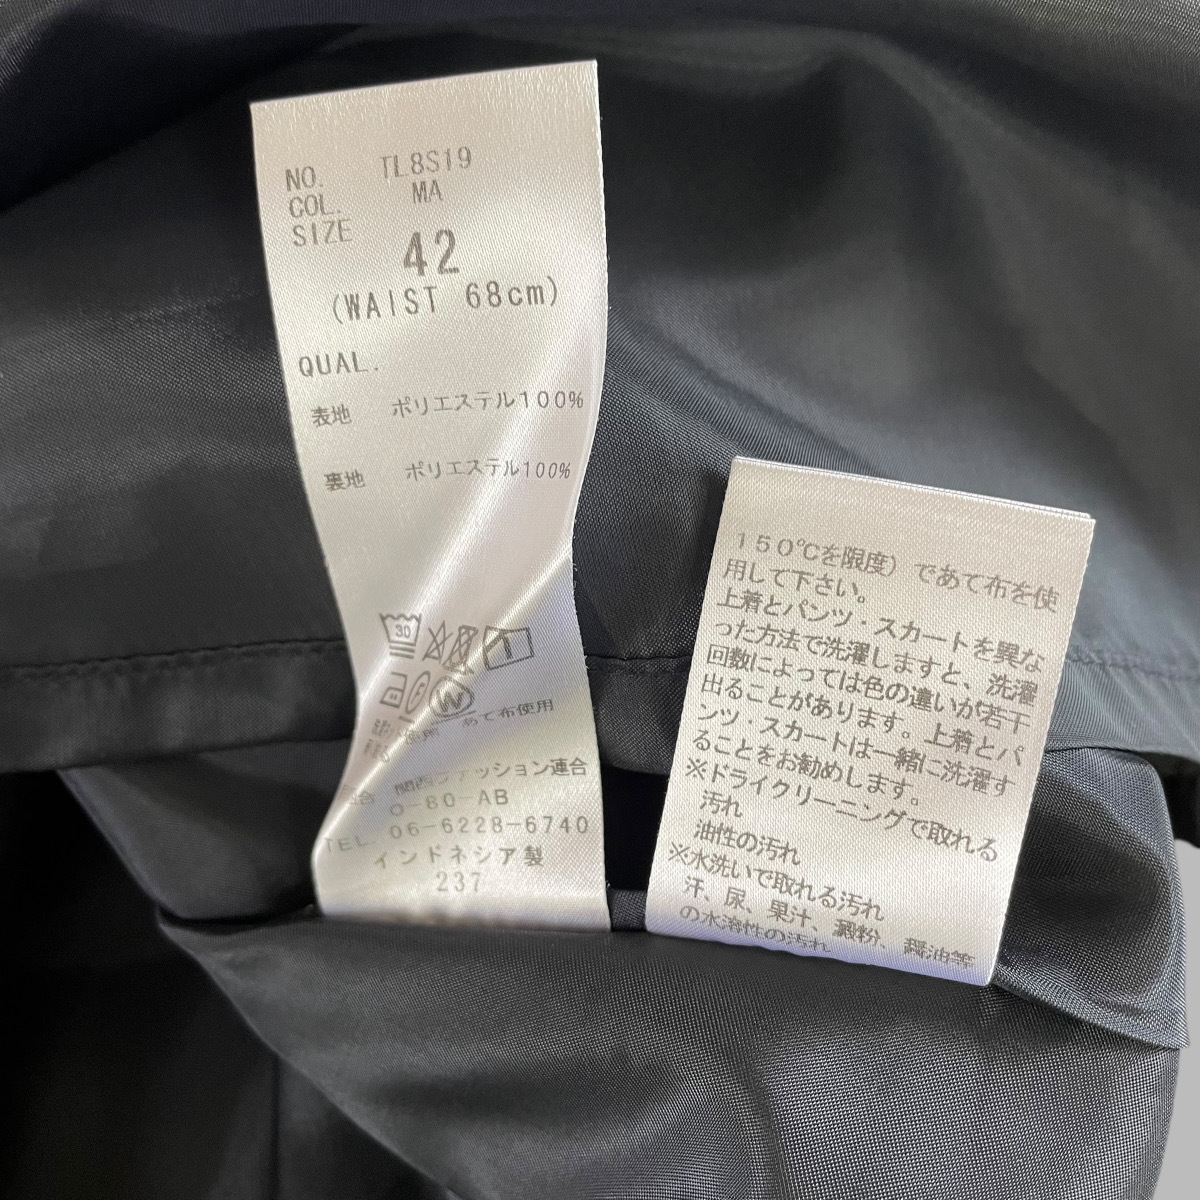 NO. TL8S19
COL. MA
SIZE
42
(WAIST 68cm)
QUAL.
表地 ポリエステル100%
裏地 ポリエステル100%
30
W
あて布使用
関西ファッション連合
O-80-AB
TEL. 06-6228-6740
インドネシア製
237
150℃を限度)であて布を使
用して下さい。
上着とパンツ・スカートを異な
った方法で洗濯しますと、洗濯
回数によっては色の違いが若干
出ることがあります。上着とパ
ンツ・スカートは一緒に洗濯す
ることをお勧めします。
※ドライクリーニングで取れる
汚れ
油性の汚れ
※水洗いで取れる汚れ
汗、尿、果汁、澱粉、醤油等
の水溶性の汚れ